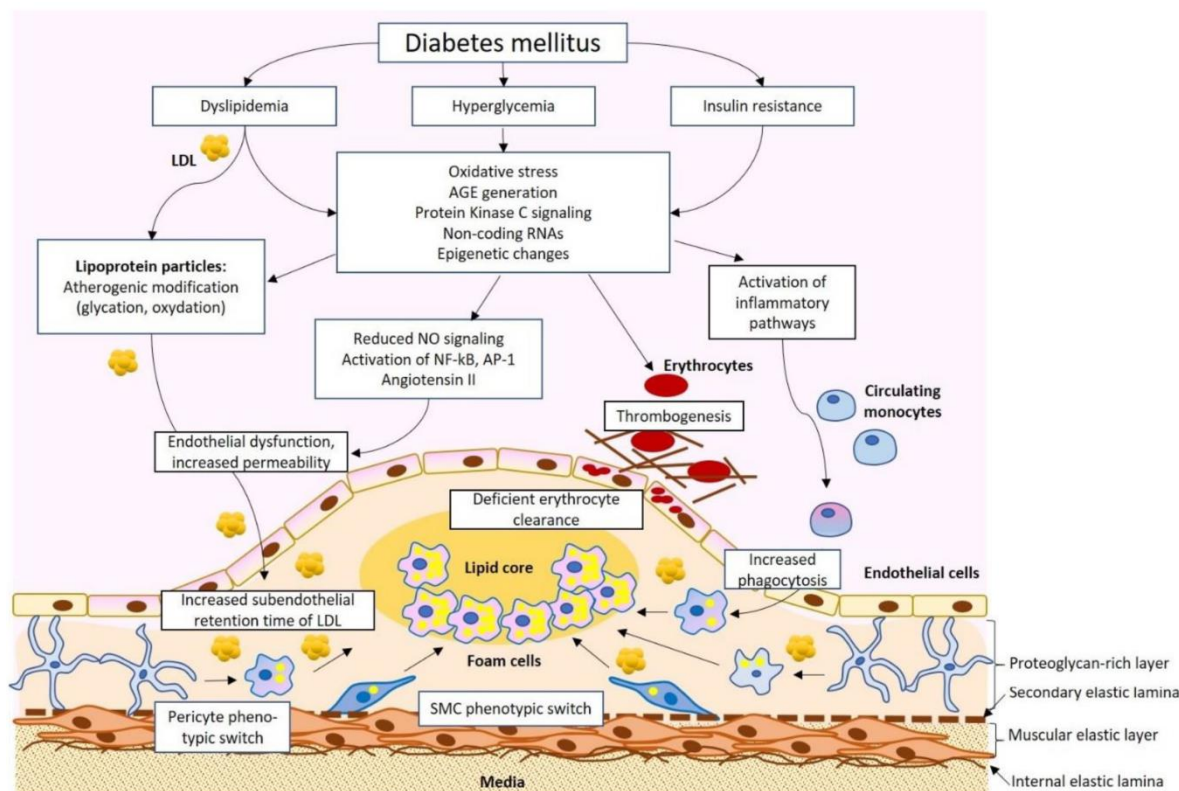 Diabetes mellitus
Dyslipidemia
Hyperglycemia
Insulin resistance
LDL
Oxidative stress
AGE generation
Protein Kinase C signaling
Non-coding RNAs
Epigenetic changes
Lipoprotein particles:
Atherogenic modification
(glycation, oxydation)
Activation of
inflammatory
pathways
Reduced NO signaling
Activation of NF-kB, AP-1
Angiotensin II
Erythrocytes
Circulating
monocytes
Thrombogenesis
Endothelial dysfunction,
increased permeability
Deficient erythrocyte
clearance
Lipid core
Increased
phagocytosis
Endothelial cells
Increased subendothelial
retention time of LDL
Foam cells
Proteoglycan-rich layer
Secondary elastic lamina
Pericyte pheno-
typic switch
SMC phenotypic switch
Muscular elastic layer
Media
Internal elastic lamina